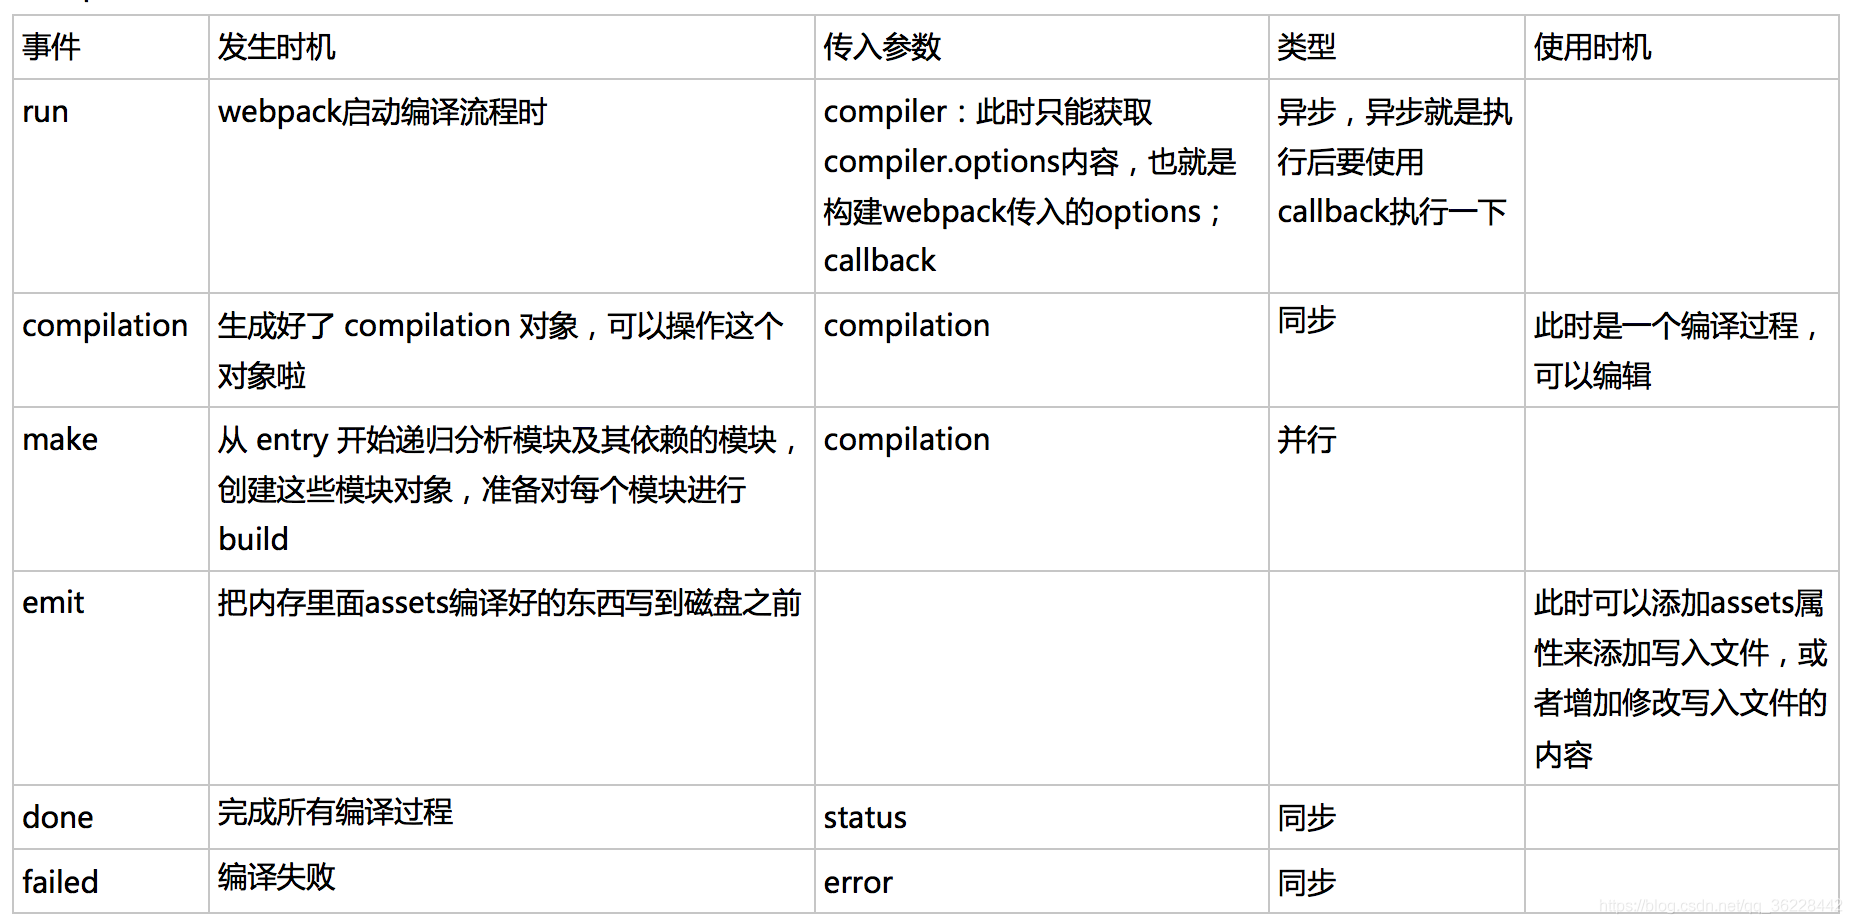 事件
发生时机
传入参数
类型
使用时机
run
webpack启动编译流程时
compiler：此时只能获取
compiler.options内容，也就是
构建webpack传入的options；
callback
异步，异步就是执
行后要使用
callback执行一下
compilation
生成好了 compilation 对象，可以操作这个
对象啦
compilation
同步
此时是一个编译过程，
可以编辑
make
从 entry 开始递归分析模块及其依赖的模块，
创建这些模块对象，准备对每个模块进行
build
compilation
并行
emit
把内存里面assets编译好的东西写到磁盘之前
此时可以添加assets属
性来添加写入文件，或
者增加修改写入文件的
内容
done
完成所有编译过程
status
同步
failed
编译失败
error
同步
https://blog.csdn.net/qq_36228442